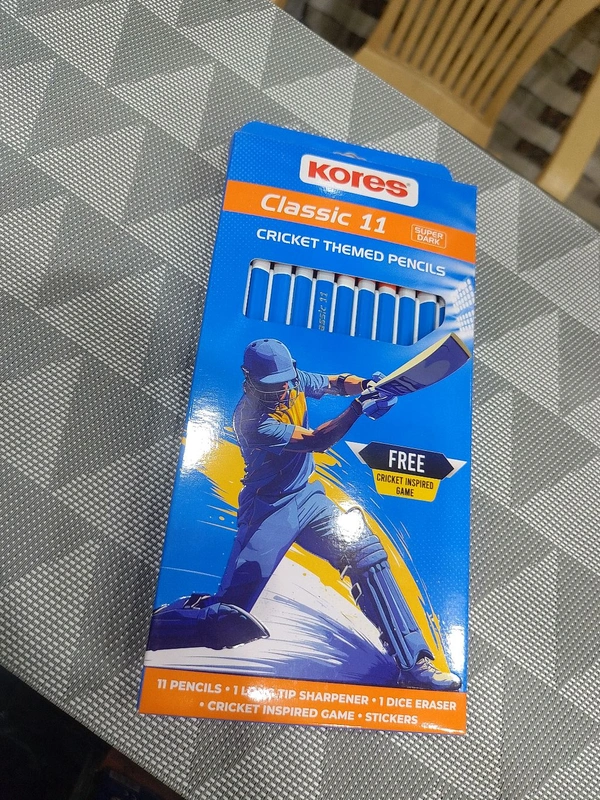 KORES
Classic 11
SUPER
DARK
CRICKET THEMED PENCILS
FREE
CRICKET INSPIRED
GAME
11 PENCILS • 1 LONG TIP SHARPENER • 1 DICE ERASER
• CRICKET INSPIRED GAME • STICKERS